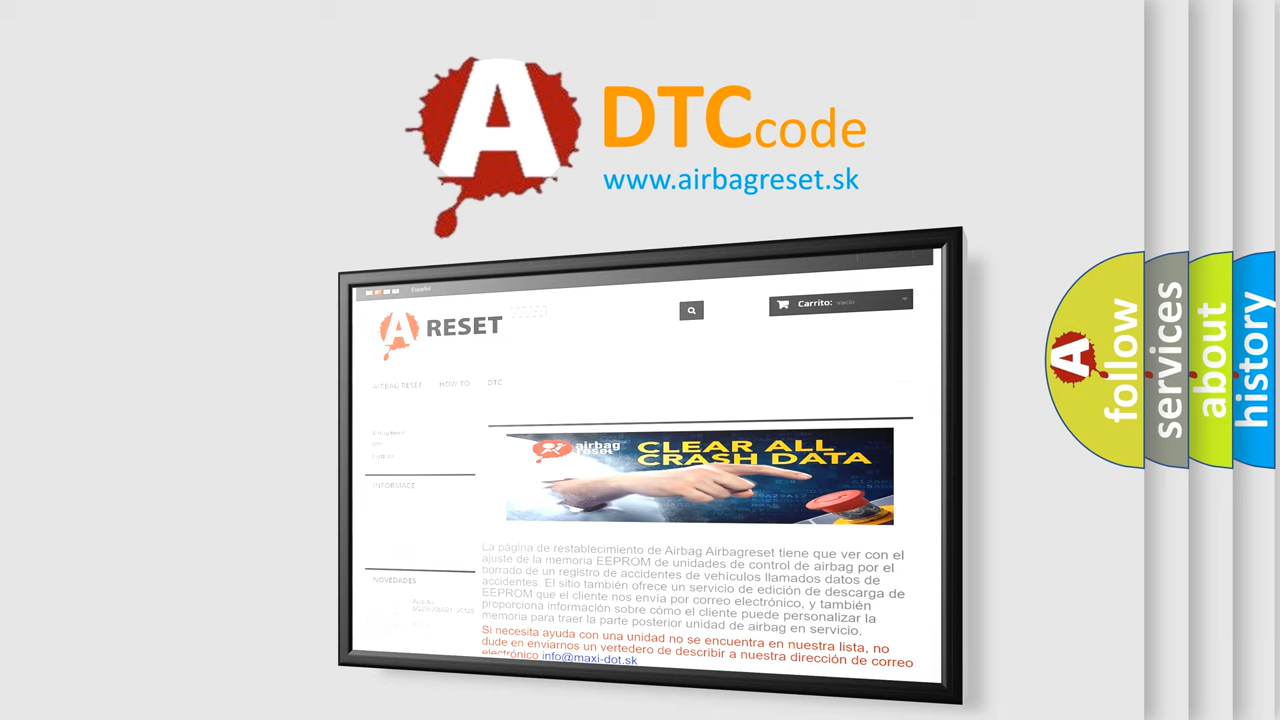 A
DTCcode
www.airbagreset.sk
Español
A RESET
Carrito: vacío
AIRBAG RESET HOW TO DTC
INFORMACE
airbag
reset
CLEAR ALL
CRASH DATA
La página de restablecimiento de Airbag Airbagreset tiene que ver con el
ajuste de la memoria EEPROM de unidades de control de airbag por el
borrado de un registro de accidentes de vehículos llamados datos de
accidentes. El sitio también ofrece un servicio de edición de descarga de
EEPROM que el cliente nos envía por correo electrónico, y también
proporciona información sobre cómo el cliente puede personalizar la
memoria para traer la parte posterior unidad de airbag en servicio.
Si necesita ayuda con una unidad no se encuentra en nuestra lista, no
dude en enviarnos un vertedero de describir a nuestra dirección de correo
electrónico info@maxi-dot.sk
NOVEDADES
A
follow
services
about
history